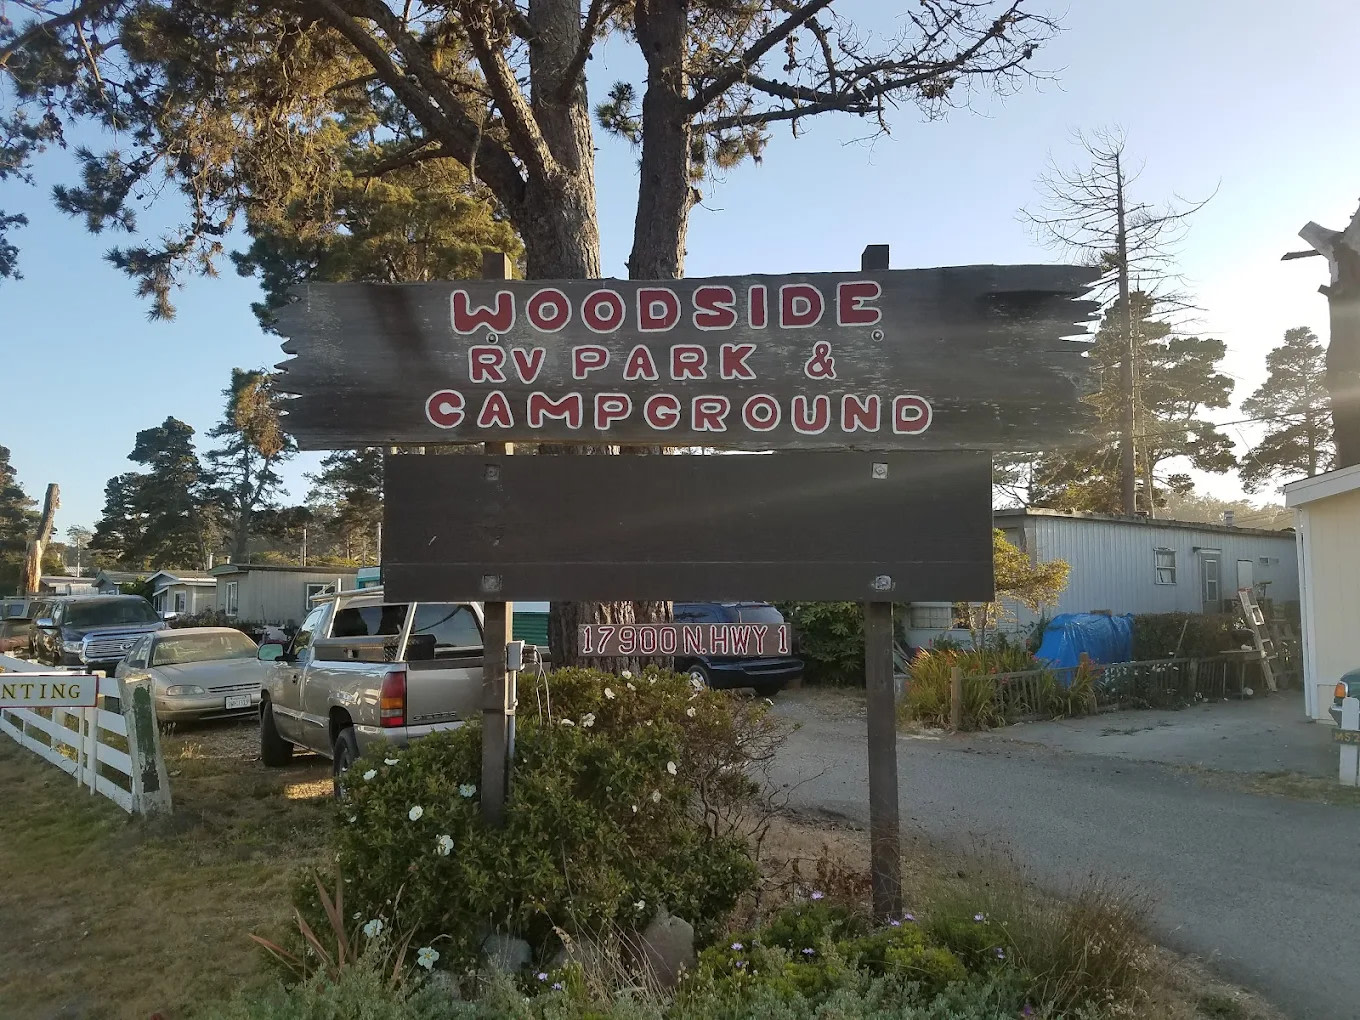 WOODSIDE
RV PARK &
CAMPGROUND
17900 N. HWY 1
NTING